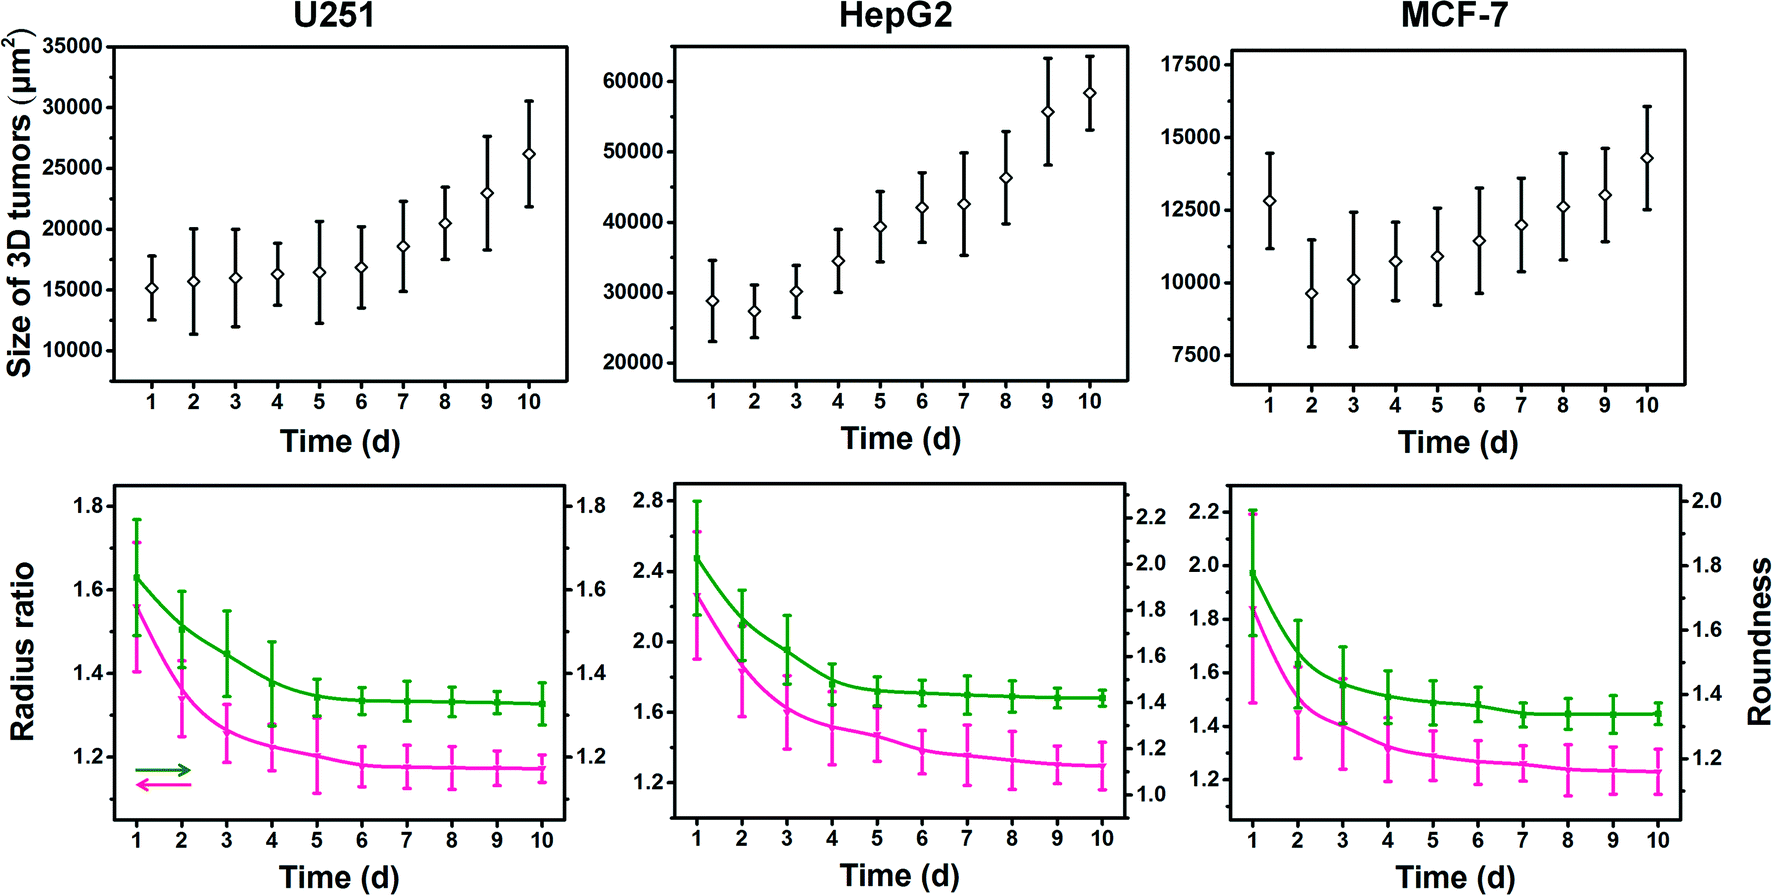 U251 HepG2 MCF-7
Size of 3D tumors (μm²)
35000
30000
25000
20000
15000
10000
1 2 3 4 5 6 7 8 9 10
Time (d)
60000
50000
40000
30000
20000
1 2 3 4 5 6 7 8 9 10
Time (d)
17500
15000
12500
10000
7500
1 2 3 4 5 6 7 8 9 10
Time (d)
Radius ratio
1.8
1.6
1.4
1.2
1.8
1.6
1.4
1.2
1 2 3 4 5 6 7 8 9 10
Time (d)
2.8
2.4
2.0
1.6
1.2
2.2
2.0
1.8
1.6
1.4
1.2
1.0
1 2 3 4 5 6 7 8 9 10
Time (d)
2.2
2.0
1.8
1.6
1.4
1.2
2.0
1.8
1.6
1.4
1.2
Roundness
1 2 3 4 5 6 7 8 9 10
Time (d)